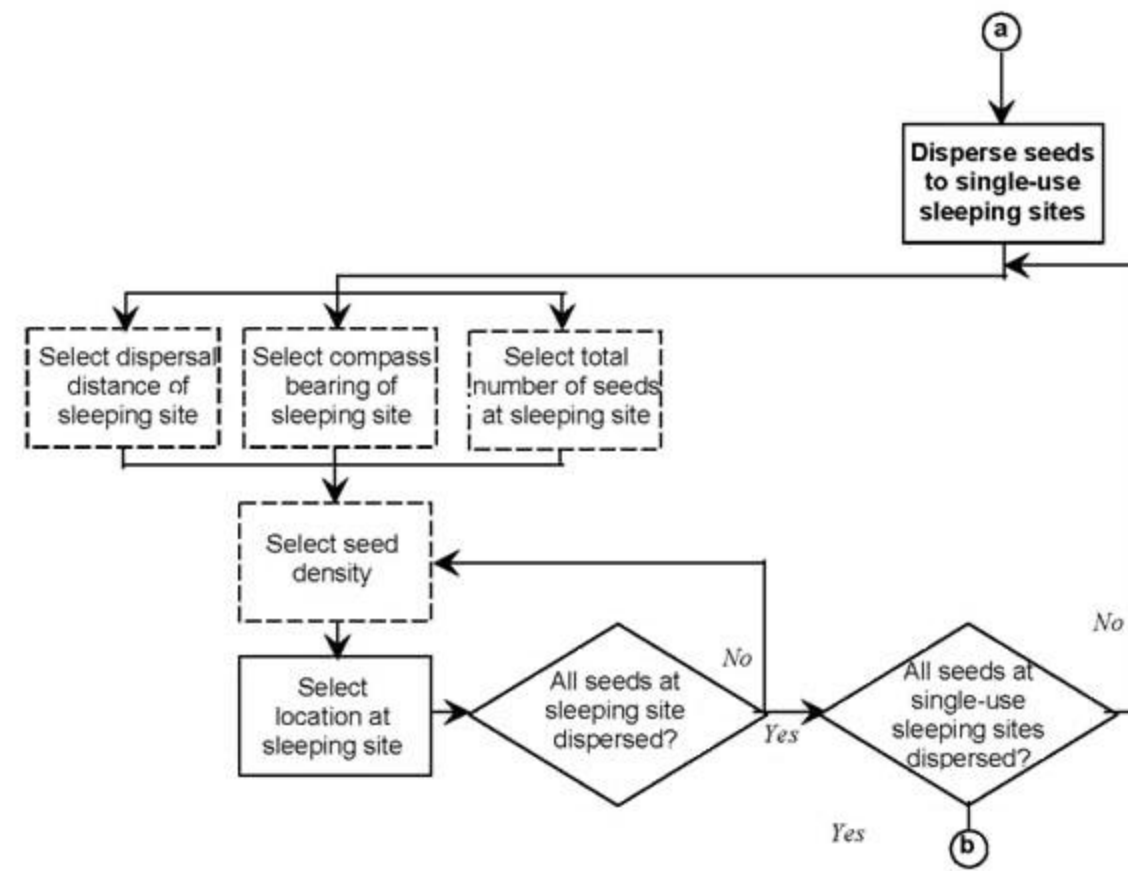 a
Disperse seeds
to single-use
sleeping sites
Select dispersal
distance of
sleeping site
Select compass
bearing of
sleeping site
Select total
number of seeds
at sleeping site
Select seed
density
Select
location at
sleeping site
All seeds at
sleeping site
dispersed?
No
Yes
All seeds at
single-use
sleeping sites
dispersed?
No
Yes
b